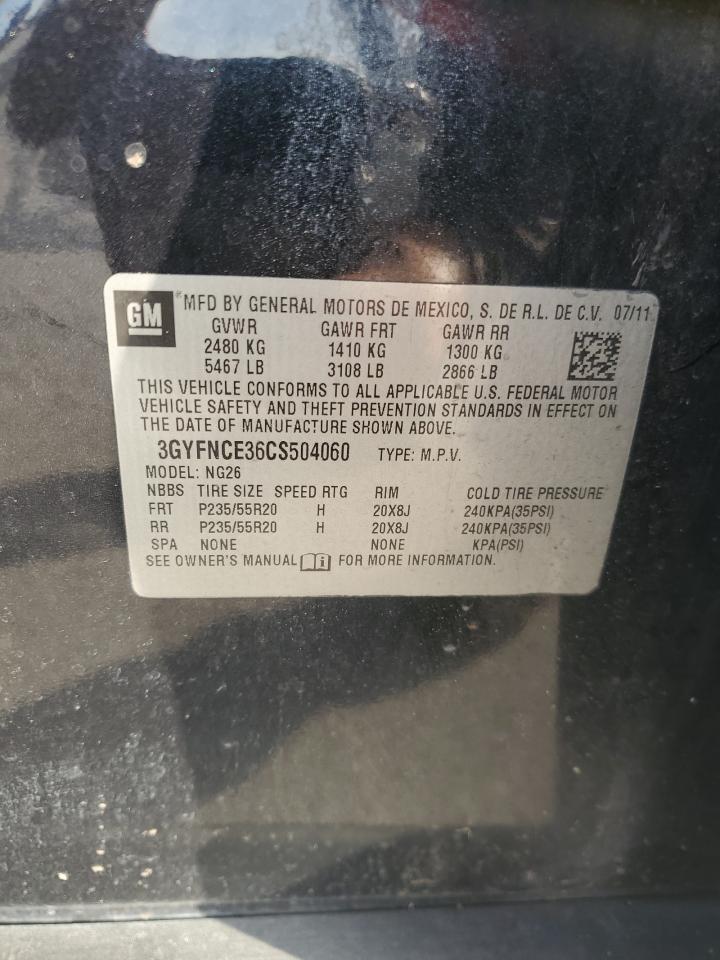 GM
*MFD BY GENERAL MOTORS DE MEXICO, S. DE R.L. DE C.V. 07/11
GVWR GAWR FRT GAWR RR
2480 KG 1410 KG 1300 KG
5467 LB 3108 LB 2866 LB
THIS VEHICLE CONFORMS TO ALL APPLICABLE U.S. FEDERAL MOTOR
VEHICLE SAFETY AND THEFT PREVENTION STANDARDS IN EFFECT ON
THE DATE OF MANUFACTURE SHOWN ABOVE.
3GYFNCE36CS504060 TYPE: M.P.V.
MODEL: NG26
NBBS TIRE SIZE SPEED RTG RIM COLD TIRE PRESSURE
FRT P235/55R20 H 20X8J 240KPA(35PSI)
RR P235/55R20 H 20X8J 240KPA(35PSI)
SPA NONE NONE KPA(PSI)
SEE OWNER'S MANUAL i FOR MORE INFORMATION.